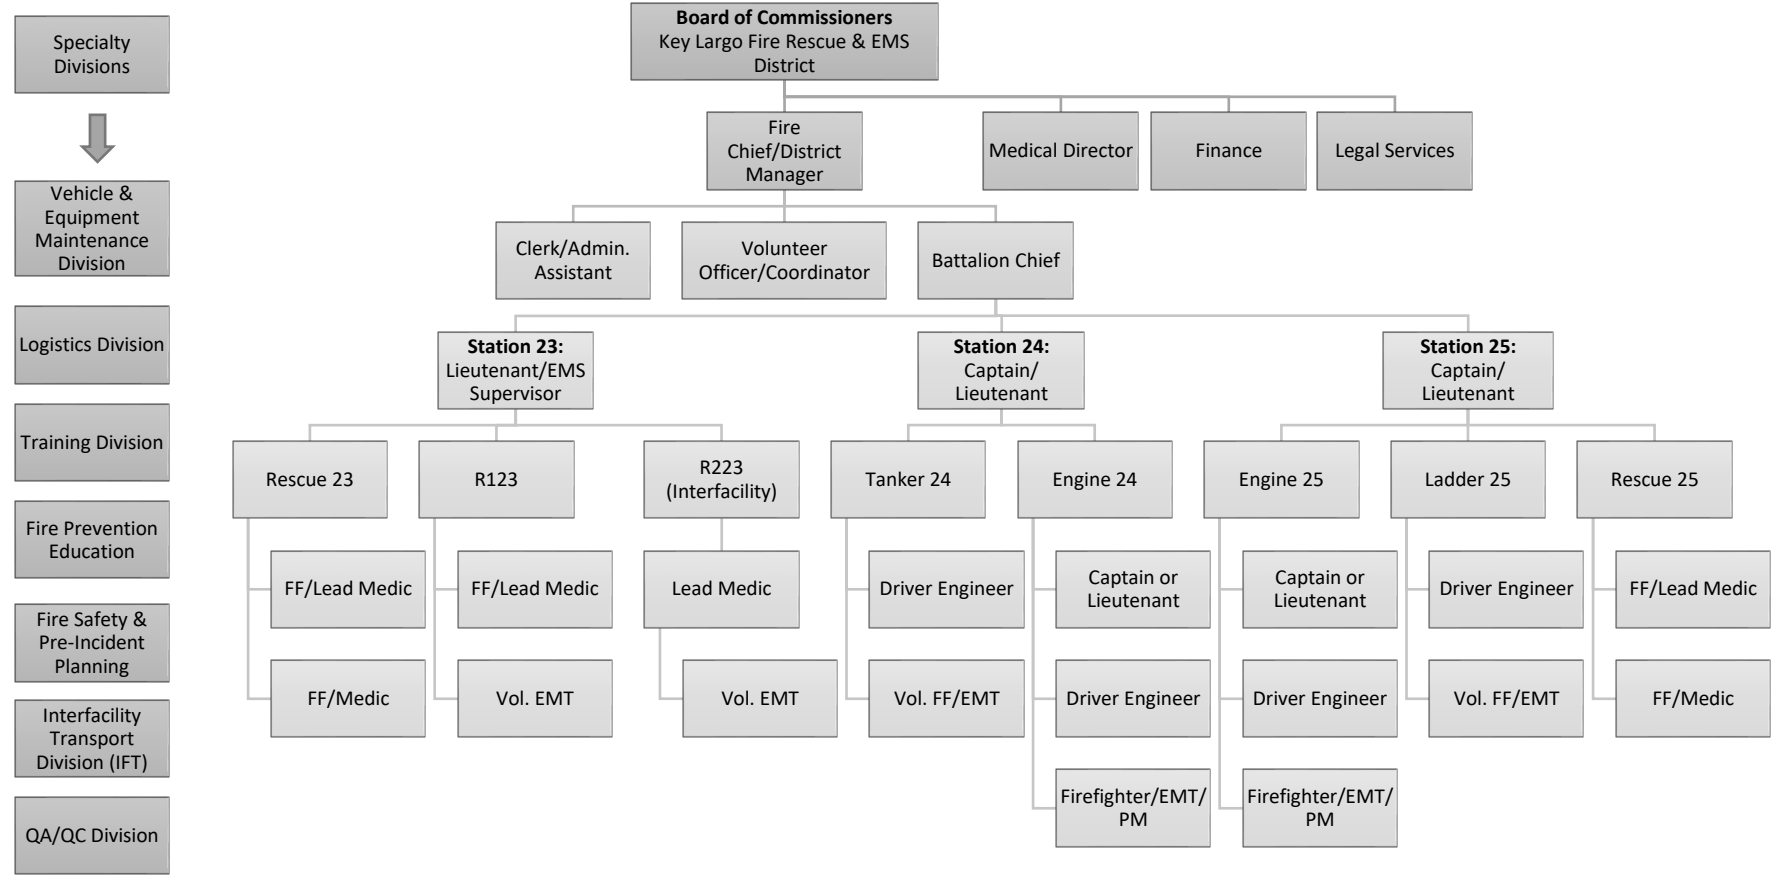 Specialty
Divisions
Vehicle &
Equipment
Maintenance
Division
Logistics Division
Training Division
Fire Prevention
Education
Fire Safety &
Pre-Incident
Planning
Interfacility
Transport
Division (IFT)
QA/QC Division
Board of Commissioners
Key Largo Fire Rescue & EMS
District
Fire
Chief/District
Manager
Medical Director
Finance
Legal Services
Clerk/Admin.
Assistant
Volunteer
Officer/Coordinator
Battalion Chief
Station 23:
Lieutenant/EMS
Supervisor
Station 24:
Captain/
Lieutenant
Station 25:
Captain/
Lieutenant
Rescue 23
FF/Lead Medic
FF/Medic
R123
FF/Lead Medic
Vol. EMT
R223
(Interfacility)
Lead Medic
Vol. EMT
Tanker 24
Driver Engineer
Vol. FF/EMT
Engine 24
Captain or
Lieutenant
Driver Engineer
Firefighter/EMT/
PM
Engine 25
Captain or
Lieutenant
Driver Engineer
Firefighter/EMT/
PM
Ladder 25
Driver Engineer
Vol. FF/EMT
Rescue 25
FF/Lead Medic
FF/Medic